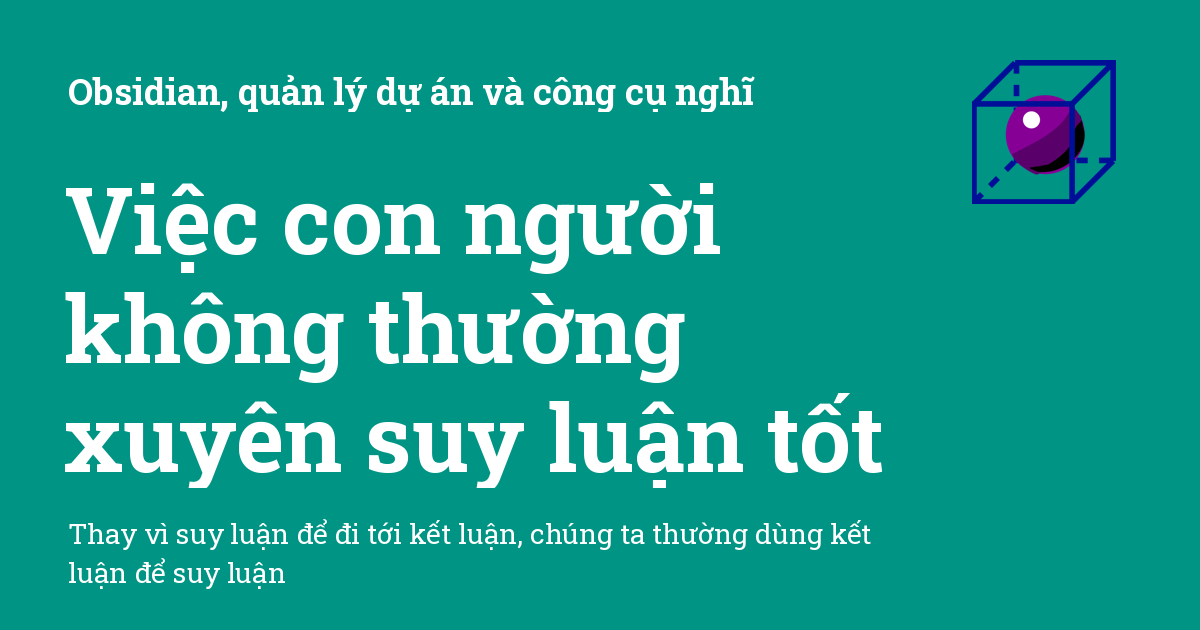 Obsidian, quản lý dự án và công cụ nghĩ
Việc con người
không thường
xuyên suy luận tốt
Thay vì suy luận để đi tới kết luận, chúng ta thường dùng kết
luận để suy luận